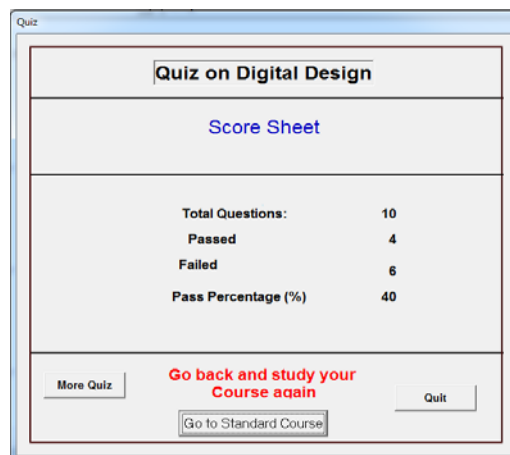 Quiz
Quiz on Digital Design
Score Sheet
Total Questions: 10
Passed 4
Failed 6
Pass Percentage (%) 40
More Quiz
Go back and study your
Course again
Quit
Go to Standard Course